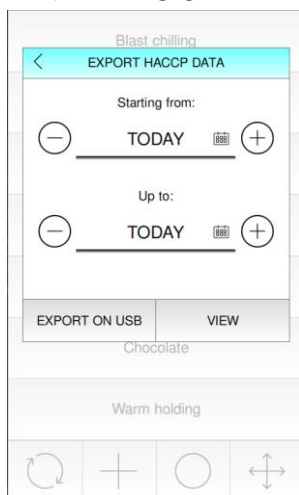 Blast chilling
EXPORT HACCP DATA
Starting from:
TODAY
Up to:
TODAY
EXPORT ON USB VIEW
Chocolate
Warm holding